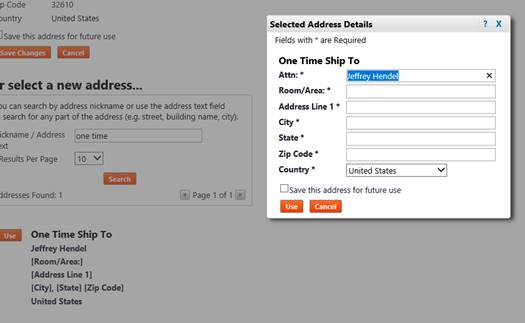 p Code 32610
Country United States
Save this address for future use
Save Changes Cancel
r select a new address...
ou can search by address nickname or use the address text field
search for any part of the address (e.g. street, building name, city).
ickname / Address
ext
one time
Results Per Page 10
Search
ddresses Found: 1 Page 1 of 1
Use One Time Ship To
Jeffrey Hendel
[Room/Area:]
[Address Line 1]
[City], [State] [Zip Code]
United States
Selected Address Details ? X
Fields with * are Required
One Time Ship To
Attn: * Jeffrey Hendel ×
Room/Area: *
Address Line 1 *
City *
State *
Zip Code *
Country * United States
Save this address for future use
Use Cancel